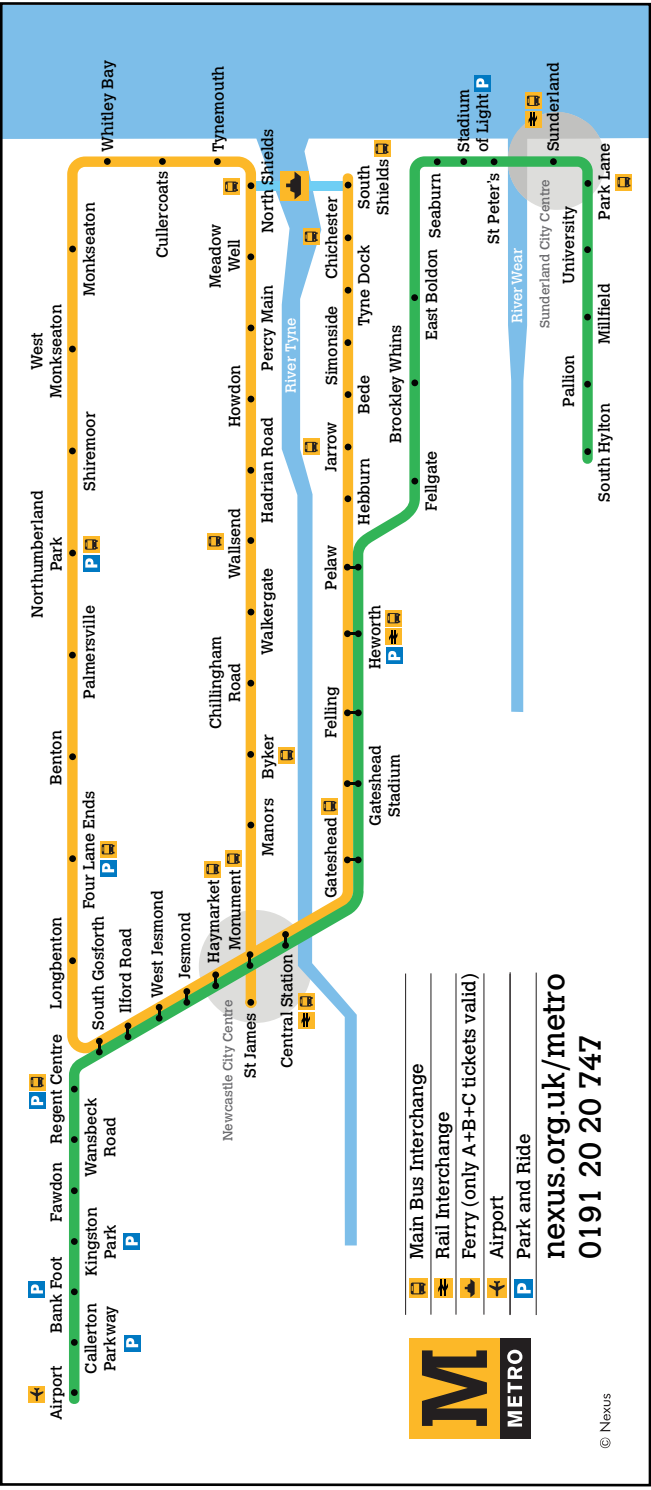 Airport
Callerton
Parkway
Bank Foot
P
P
Kingston
Park
P
Fawdon
Wansbeck
Road
Regent Centre
P
South Gosforth
Ilford Road
West Jesmond
Jesmond
Haymarket
Monument
Newcastle City Centre
St James
Central Station
Longbenton
Four Lane Ends
P
Benton
Palmersville
Northumberland
Park
P
Shiremoor
West
Monkseaton
Monkseaton
Whitley Bay
Cullercoats
Tynemouth
North Shields
Meadow
Well
Percy Main
Howdon
Hadrian Road
Wallsend
Walkergate
Chillingham
Road
Byker
Manors
River Tyne
Gateshead
Gateshead
Stadium
Felling
Heworth
P
Pelaw
Hebburn
Jarrow
Bede
Simonside
Tyne Dock
Chichester
South
Shields
Fellgate
Brockley Whins
East Boldon
Seaburn
Stadium
of Light P
St Peter's
River Wear
Sunderland
Sunderland City Centre
Park Lane
University
Millfield
Pallion
South Hylton
Main Bus Interchange
Rail Interchange
Ferry (only A+B+C tickets valid)
Airport
P Park and Ride
nexus.org.uk/metro
0191 20 20 747
M
METRO
© Nexus